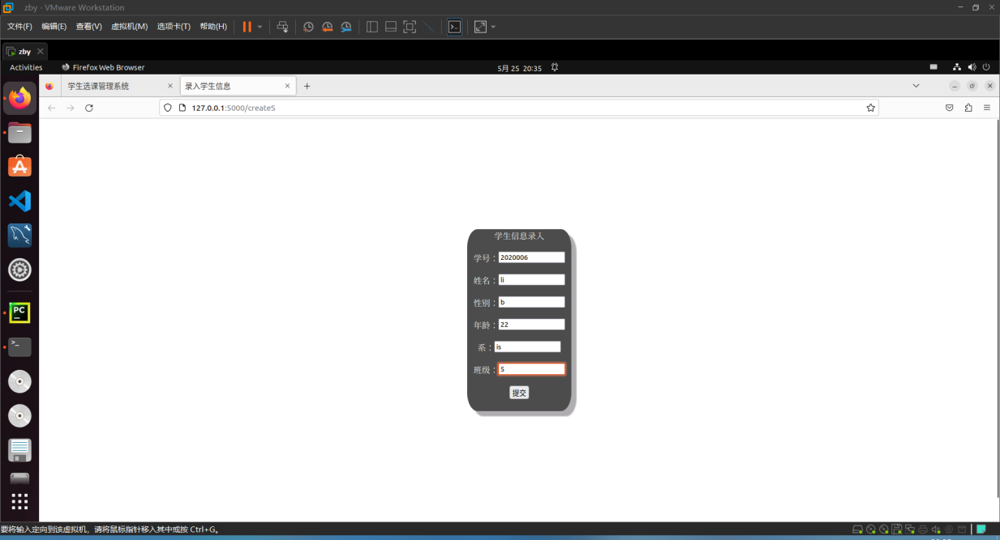 zby - VMware Workstation
文件(F) 编辑(E) 查看(V) 虚拟机(M) 选项卡(T) 帮助(H)
zby
Activities Firefox Web Browser 5月 25 20:35
学生选课管理系统 录入学生信息
127.0.0.1:5000/createS
学生信息录入
学号：2020006
姓名：li
性别：b
年龄：22
系：is
班级：5
提交
PC
要将输入定向到该虚拟机，请将鼠标指针移入其中或按 Ctrl+G。